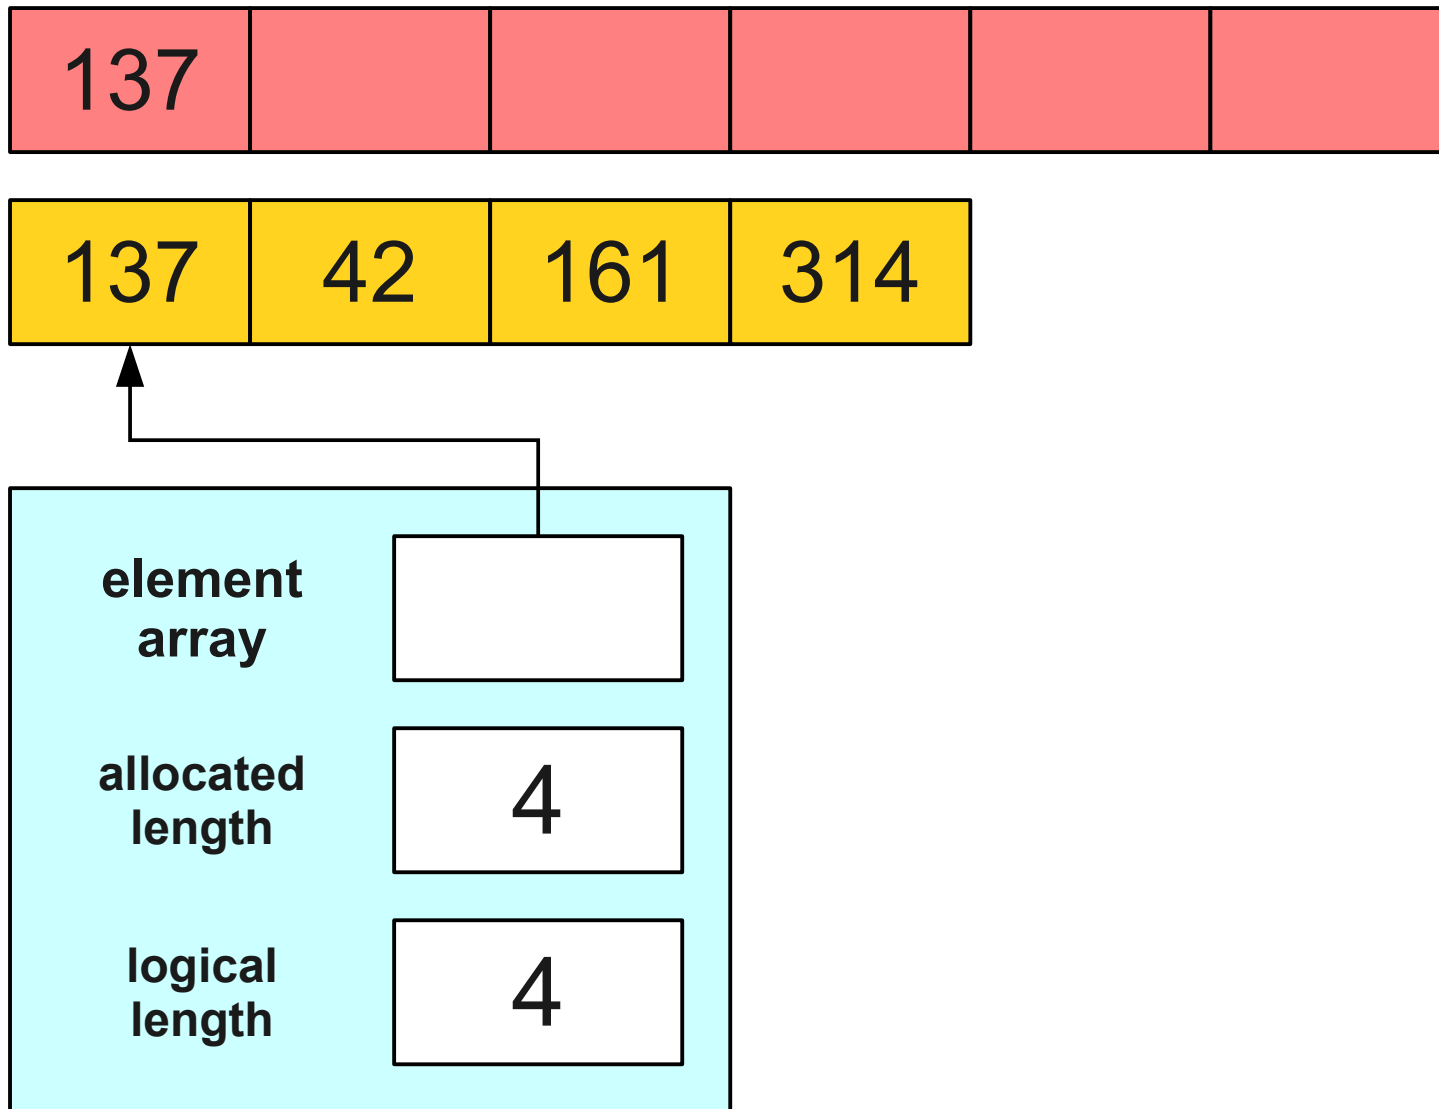 137
137 42 161 314
element
array
allocated
length
4
logical
length
4